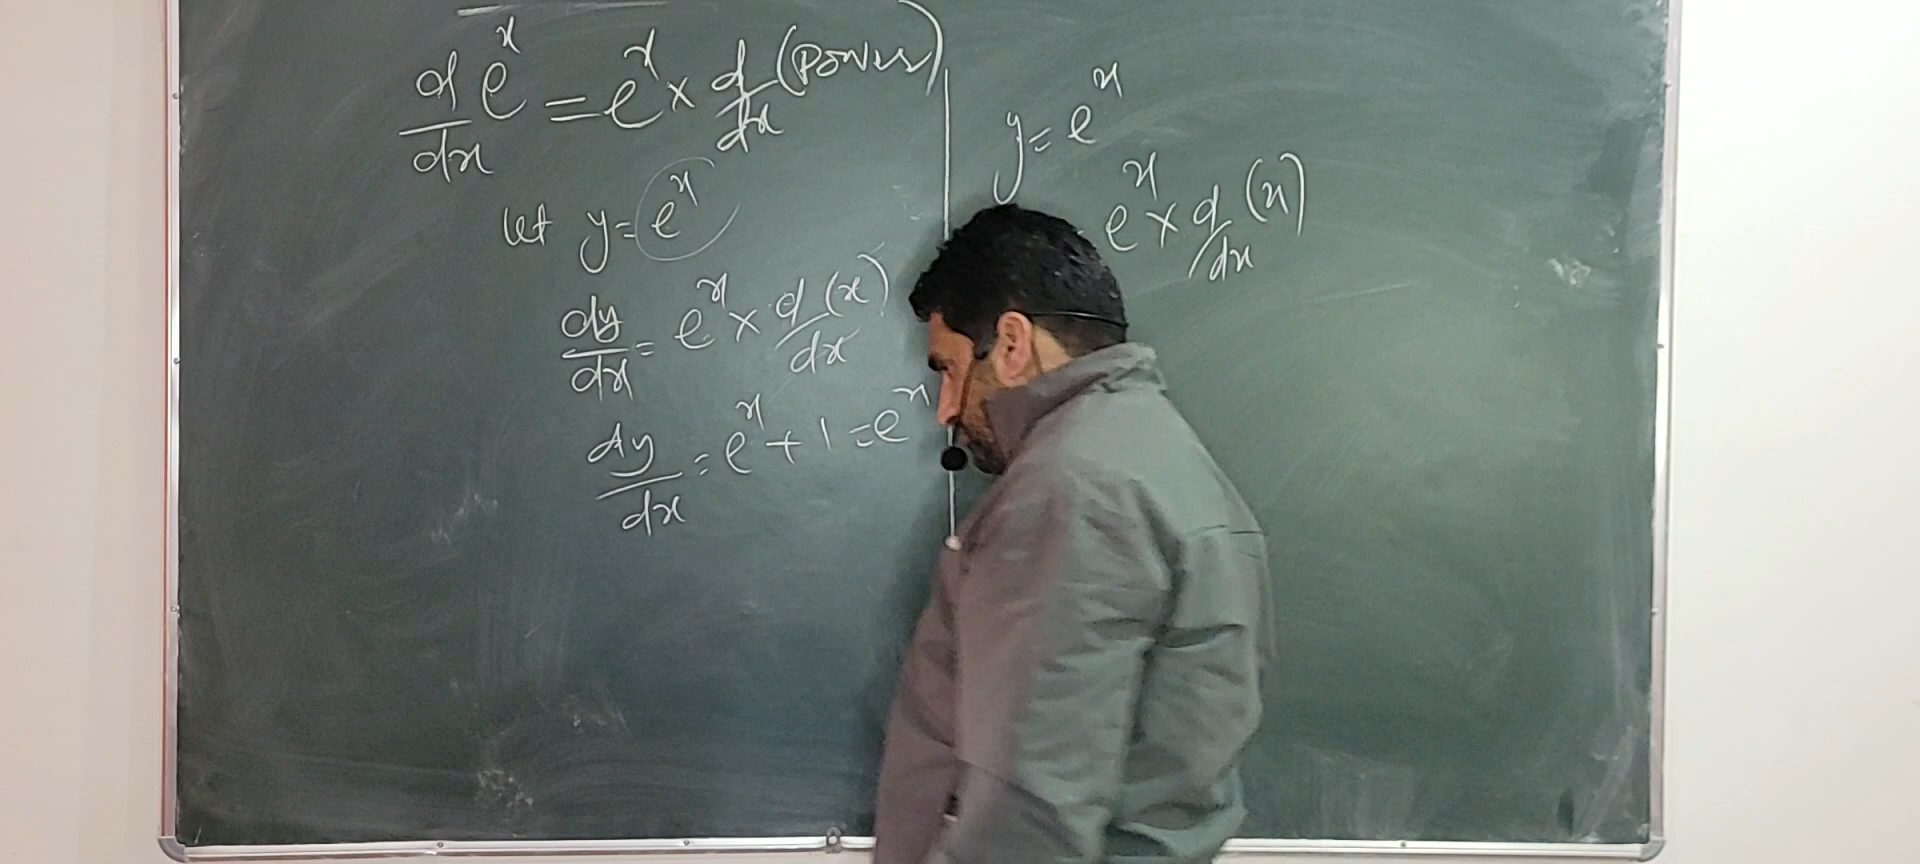 d/dx e^x = e^x × d/dx (Power)
let y = e^x
dy/dx = e^x × d/dx (x)
dy/dx = e^x + 1 = e^x
y = e^x
e^x × d/dx (x)